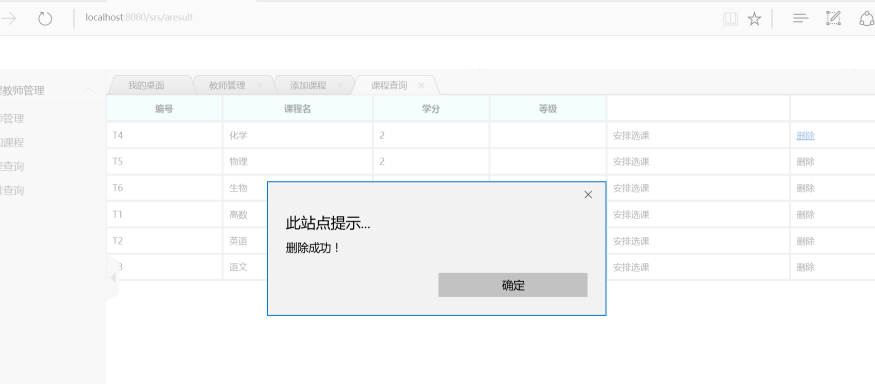 localhost:8080/srs/aresult
教师管理
我的桌面 教师管理 添加课程 课程查询
编号 课程名 学分 等级
T4 化学 2 安排选课 删除
T5 物理 2 安排选课 删除
T6 生物 安排选课 删除
T1 高数 安排选课 删除
T2 英语 安排选课 删除
3 语文 安排选课 删除
管理
课程
查询
查询
此站点提示...
删除成功！
确定